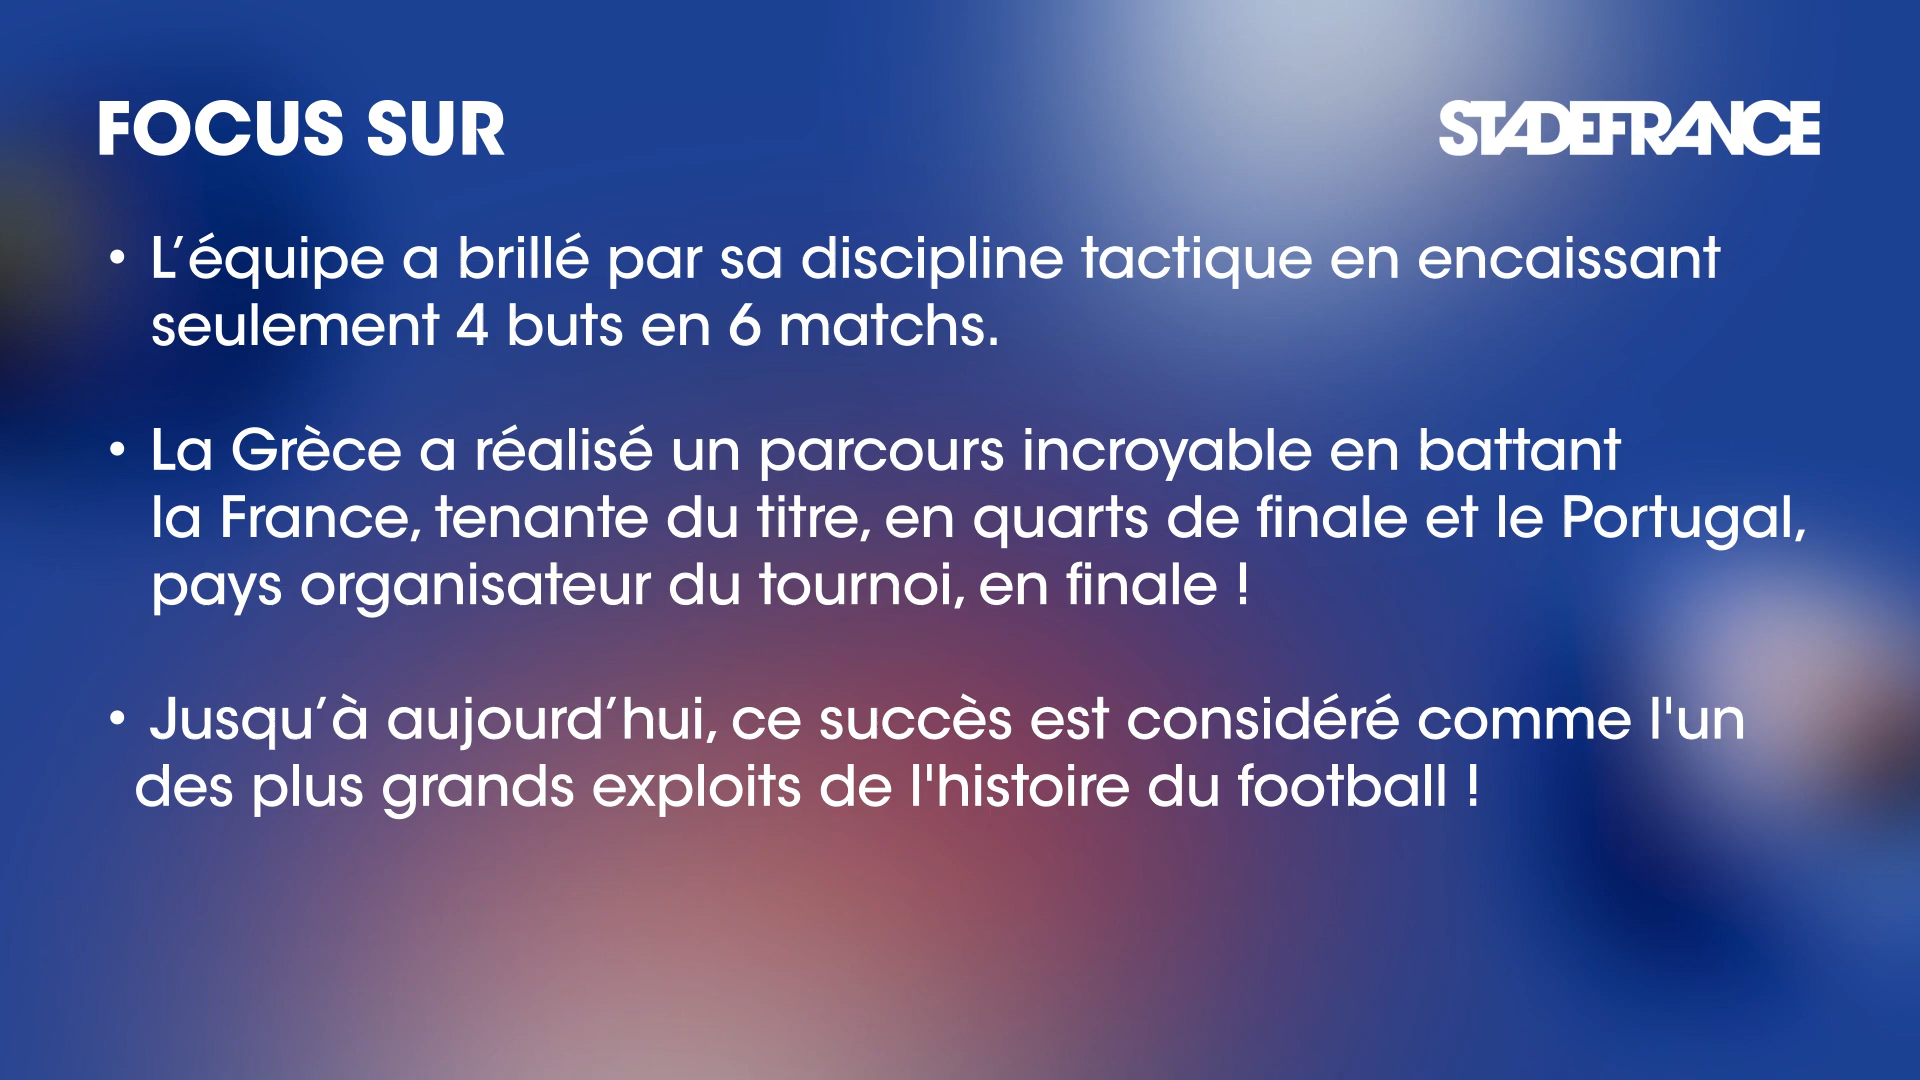 FOCUS SUR
STADEFRANCE
• L’équipe a brillé par sa discipline tactique en encaissant
seulement 4 buts en 6 matchs.
• La Grèce a réalisé un parcours incroyable en battant
la France, tenante du titre, en quarts de finale et le Portugal,
pays organisateur du tournoi, en finale !
• Jusqu’à aujourd’hui, ce succès est considéré comme l'un
des plus grands exploits de l'histoire du football !